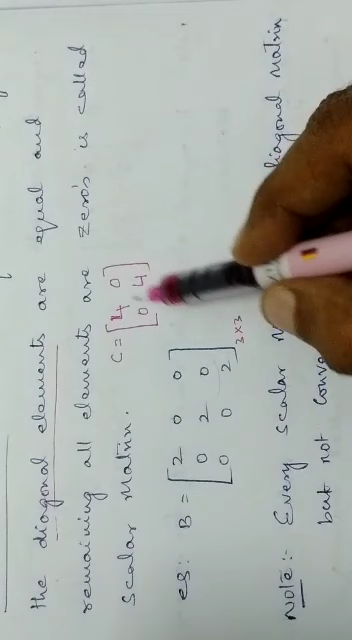 the diagonal elements are equal and
remaining all elements are zero's is called
Scalar Matrix. C = [4 0
0 4]
eg: B = [2 0 0
0 2 0
0 0 2] 3×3
Note:- Every Scalar diagonal matrix
but not